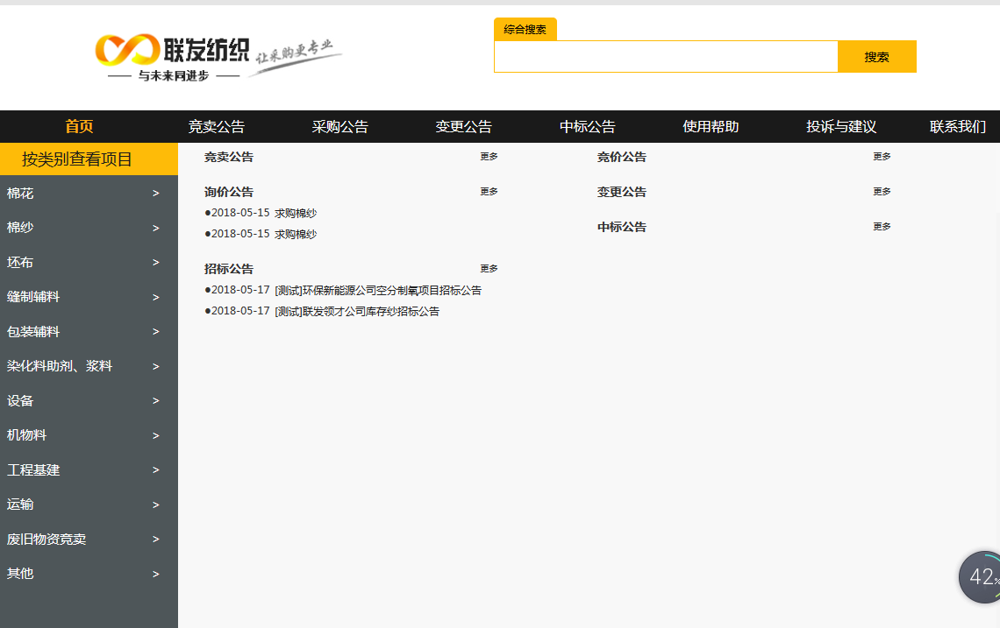 综合搜索
联发纺织
让采购更专业
与未来同进步
搜索
首页 竞卖公告 采购公告 变更公告 中标公告 使用帮助 投诉与建议 联系我们
按类别查看项目
棉花 >
棉纱 >
坯布 >
缝制辅料 >
包装辅料 >
染化料助剂、浆料 >
设备 >
机物料 >
工程基建 >
运输 >
废旧物资竞卖 >
其他 >
竞卖公告 更多
询价公告 更多
●2018-05-15 求购棉纱
●2018-05-15 求购棉纱
招标公告 更多
●2018-05-17 [测试]环保新能源公司空分制氧项目招标公告
●2018-05-17 [测试]联发领才公司库存纱招标公告
竞价公告 更多
变更公告 更多
中标公告 更多
42%